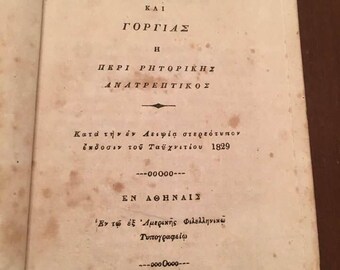 ΚΑΙ
ΓΟΡΓΙΑΣ
Η
ΠΕΡΙ ΡΗΤΟΡΙΚΗΣ
ΑΝΑΤΡΕΠΤΙΚΟΣ
Κατὰ τὴν ἐν Λειψίᾳ στερεότυπον
ἔκδοσιν τοῦ Ταϋχνιτίου 1829
ΕΝ ΑΘΗΝΑΙΣ
Ἐν τῷ ἐξ Ἀμερικῆς Φιλελληνικῷ
Τυπογραφείῳ